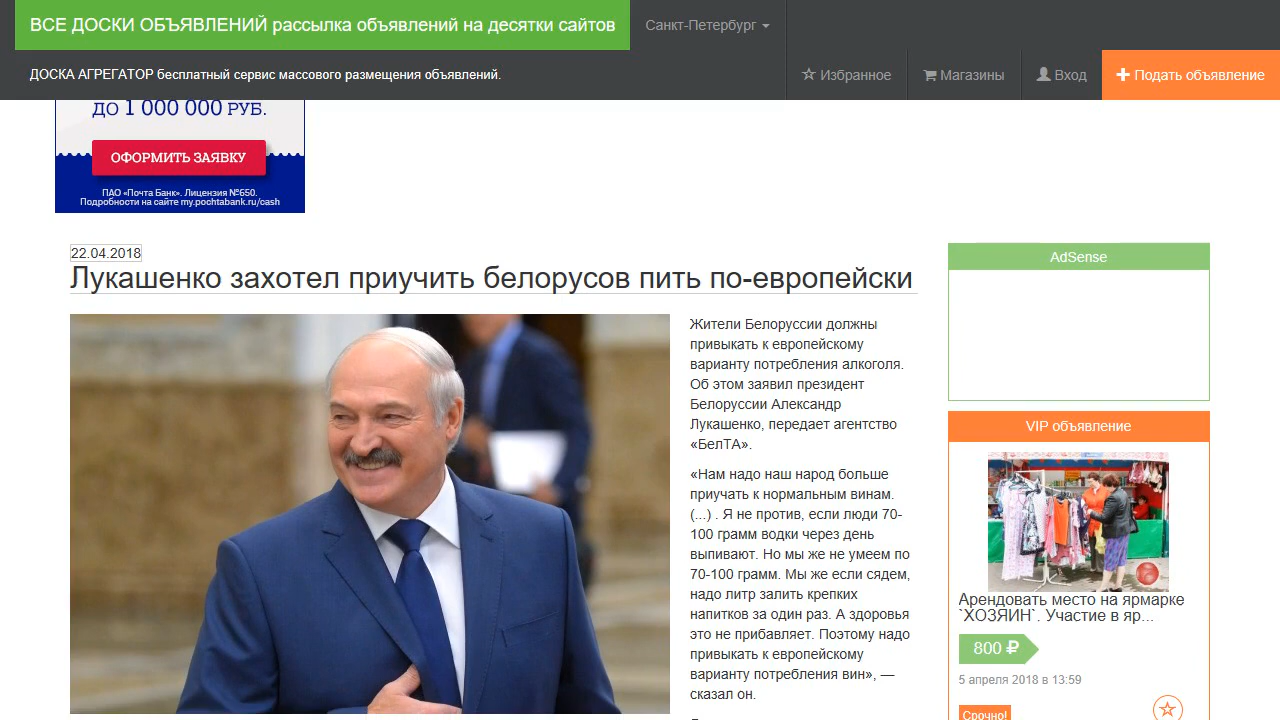 ВСЕ ДОСКИ ОБЪЯВЛЕНИЙ рассылка объявлений на десятки сайтов
Санкт-Петербург
ДОСКА АГРЕГАТОР бесплатный сервис массового размещения объявлений.
Избранное
Магазины
Вход
Подать объявление
ДО 1 000 000 РУБ.
ОФОРМИТЬ ЗАЯВКУ
ПАО «Почта Банк». Лицензия №650.
Подробности на сайте my.pochtabank.ru/cash
22.04.2018
Лукашенко захотел приучить белорусов пить по-европейски
Жители Белоруссии должны
привыкать к европейскому
варианту потребления алкоголя.
Об этом заявил президент
Белоруссии Александр
Лукашенко, передает агентство
«БелТА».
«Нам надо наш народ больше
приучать к нормальным винам.
(...) . Я не против, если люди 70-
100 грамм водки через день
выпивают. Но мы же не умеем по
70-100 грамм. Мы же если сядем,
надо литр залить крепких
напитков за один раз. А здоровья
это не прибавляет. Поэтому надо
привыкать к европейскому
варианту потребления вин», —
сказал он.
AdSense
VIP объявление
Арендовать место на ярмарке
`ХОЗЯИН`. Участие в яр...
800 ₽
5 апреля 2018 в 13:59
Срочно!